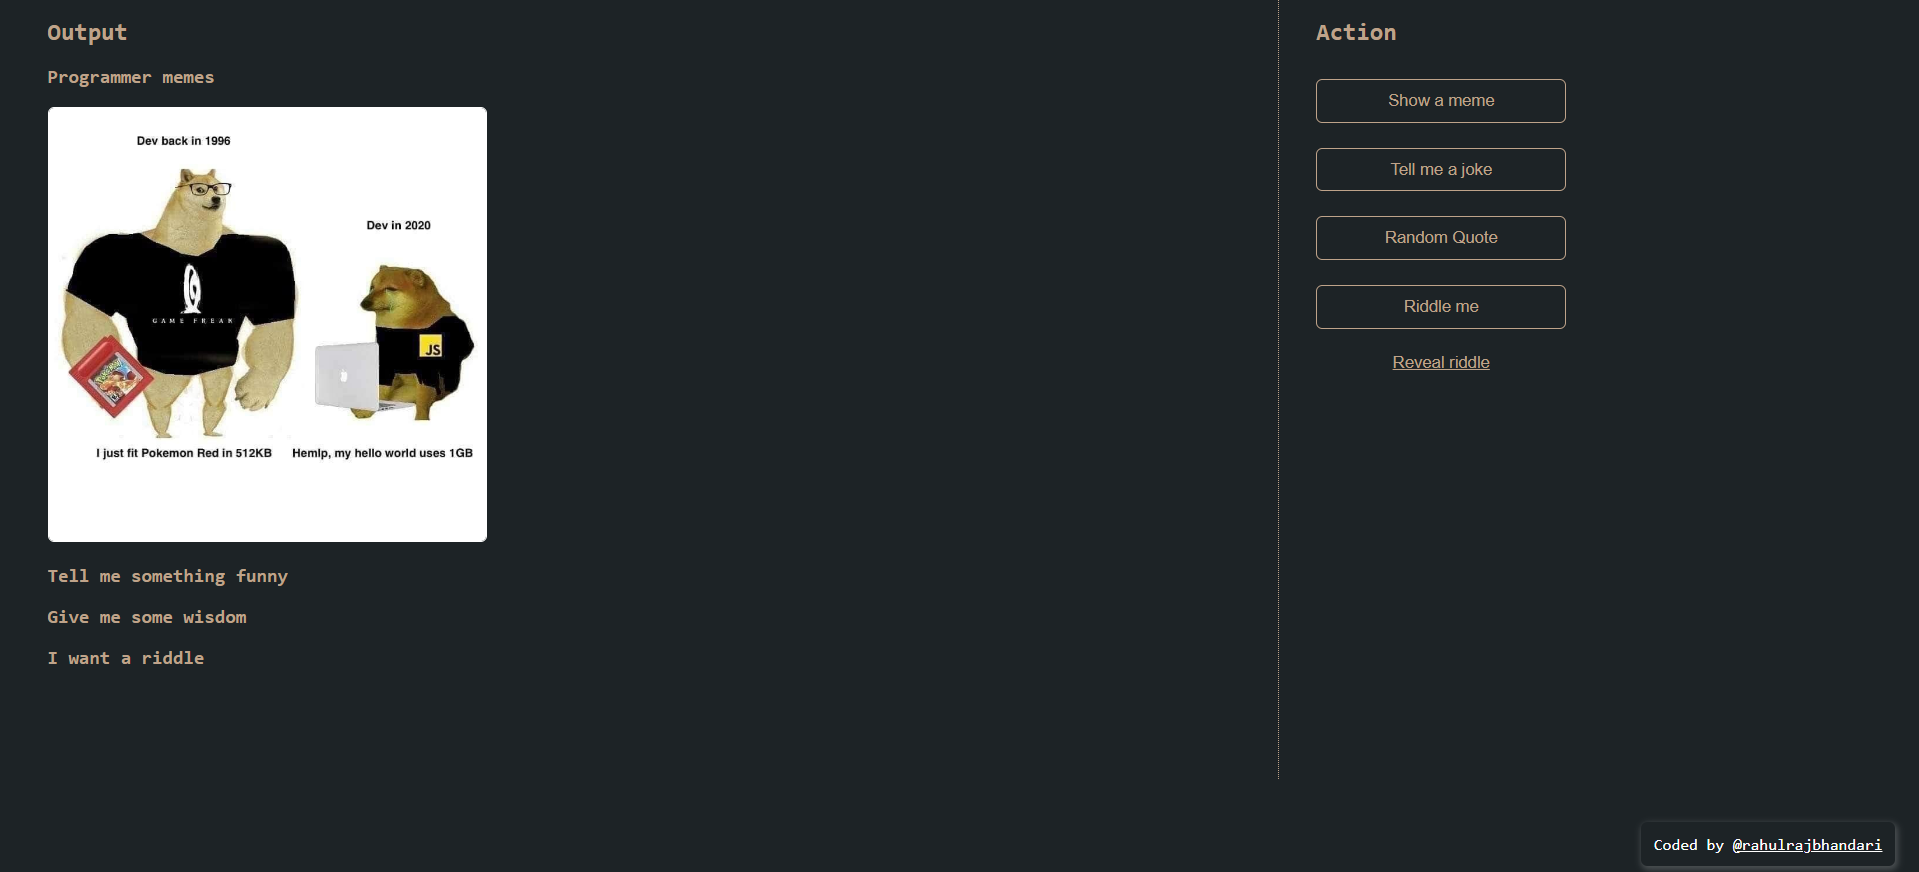 Output
Programmer memes
Dev back in 1996
Dev in 2020
GAME FREAK
JS
I just fit Pokemon Red in 512KB
Hemlp, my hello world uses 1GB
Tell me something funny
Give me some wisdom
I want a riddle
Action
Show a meme
Tell me a joke
Random Quote
Riddle me
Reveal riddle
Coded by @rahulrajbhandari